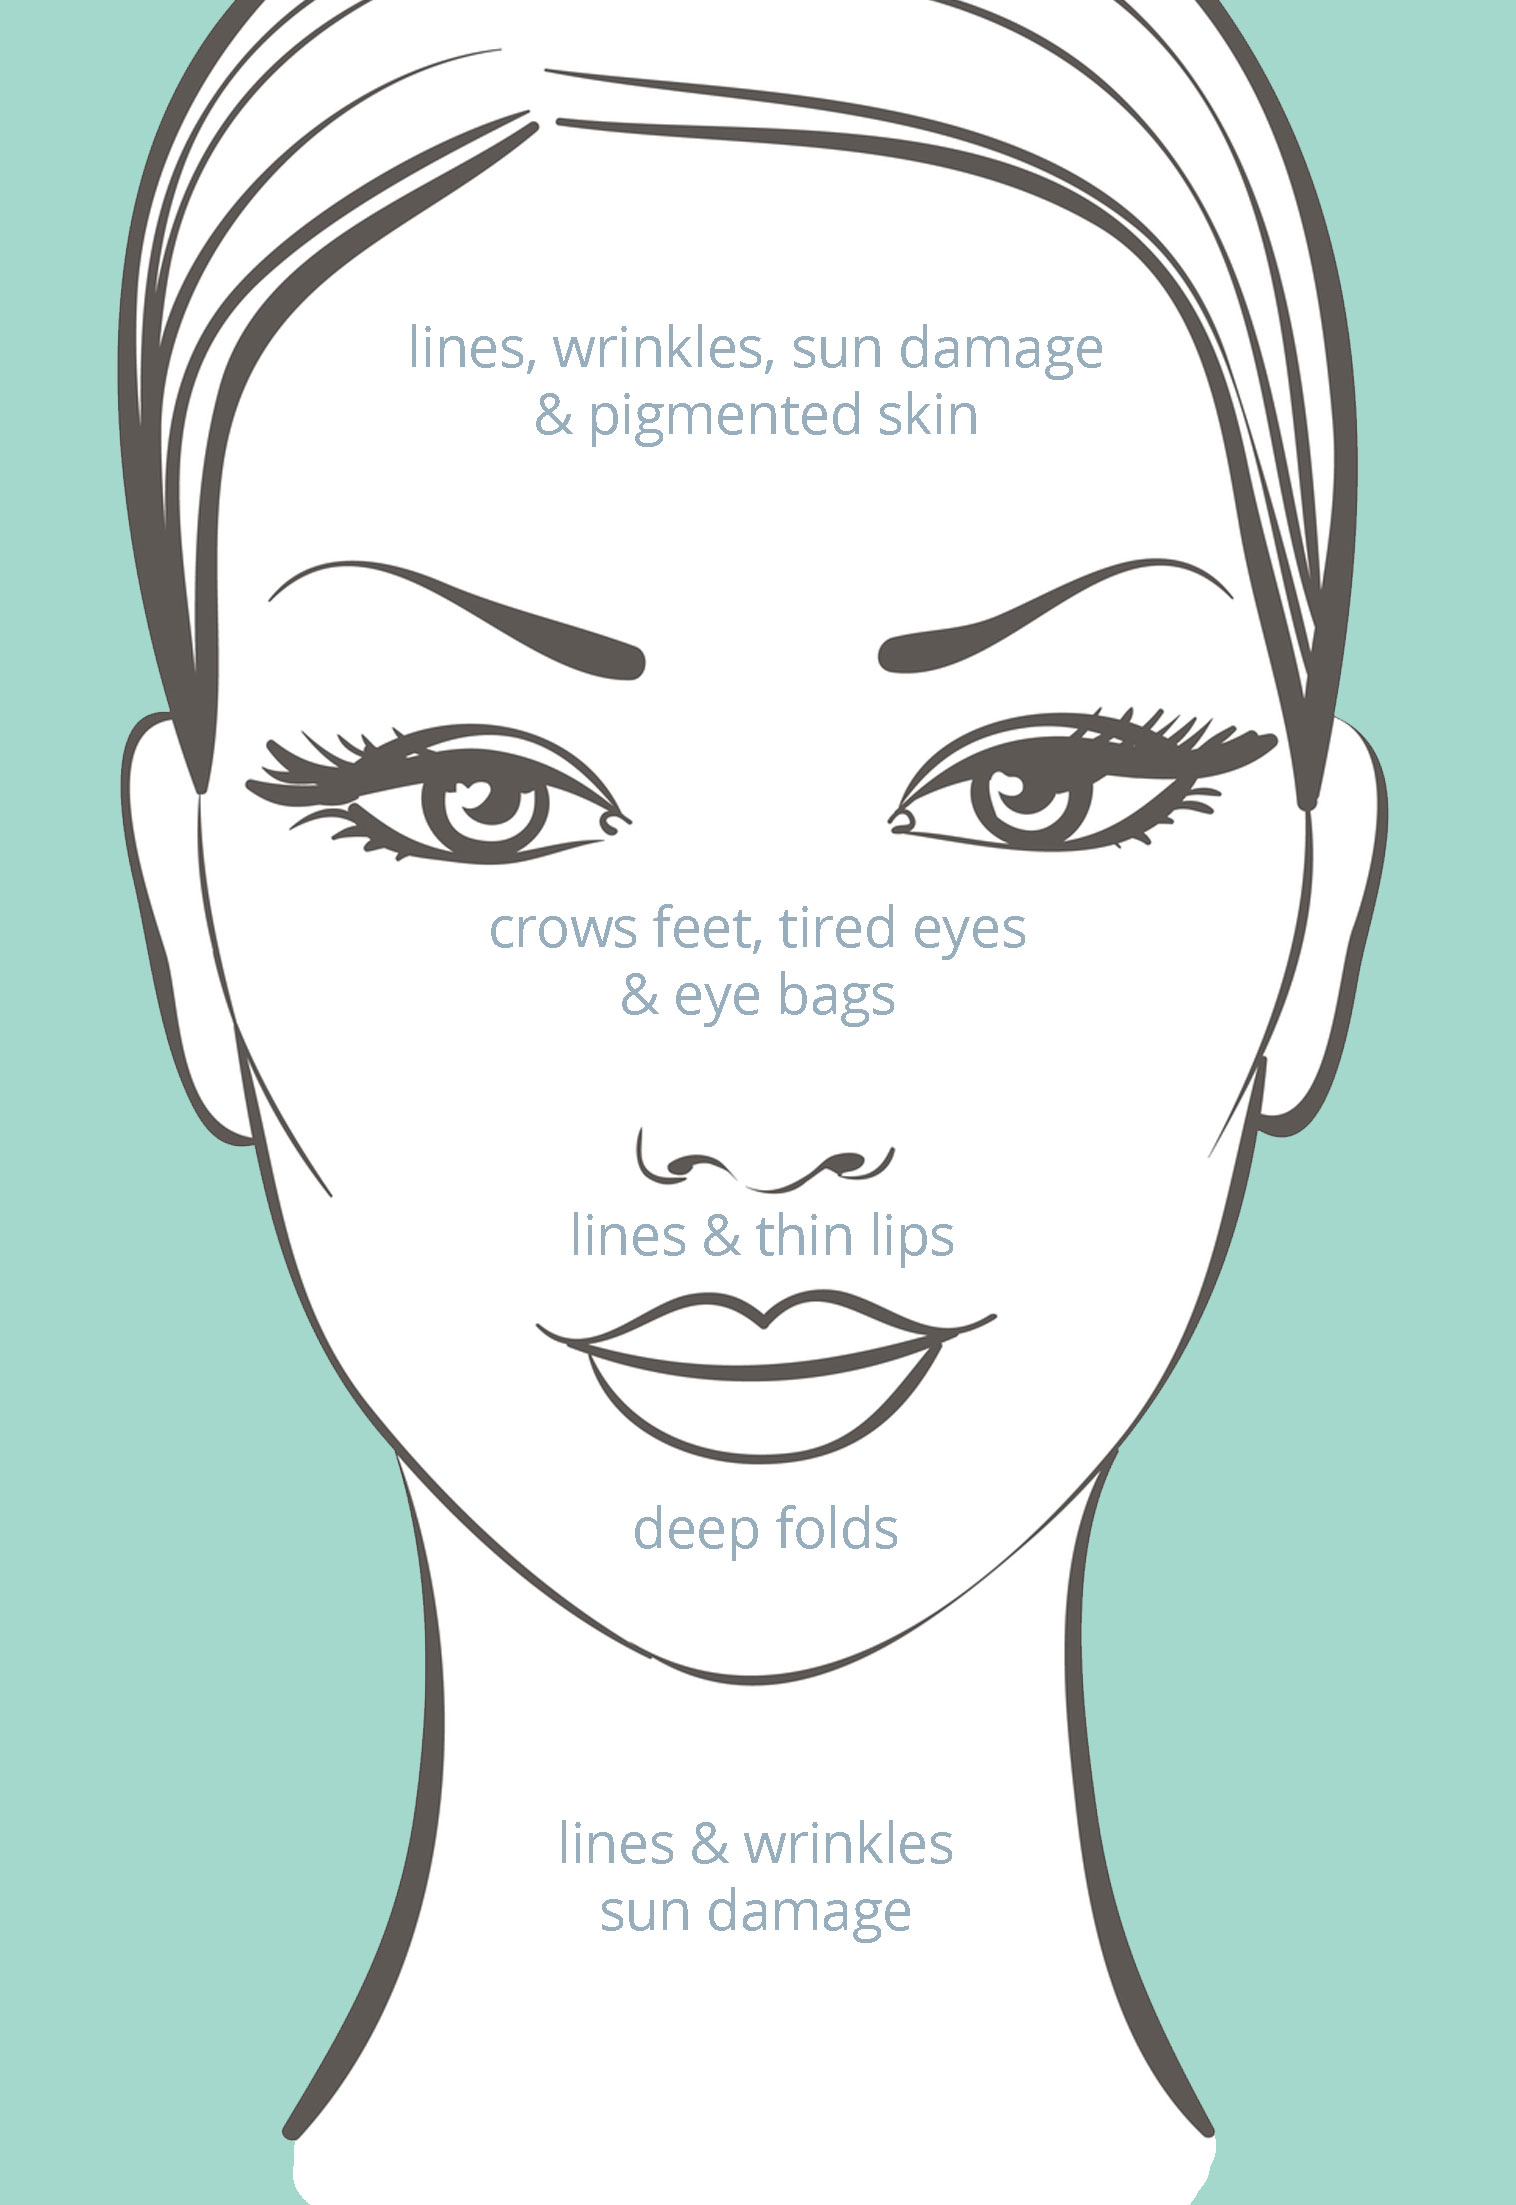 lines, wrinkles, sun damage
& pigmented skin
crows feet, tired eyes
& eye bags
lines & thin lips
deep folds
lines & wrinkles
sun damage